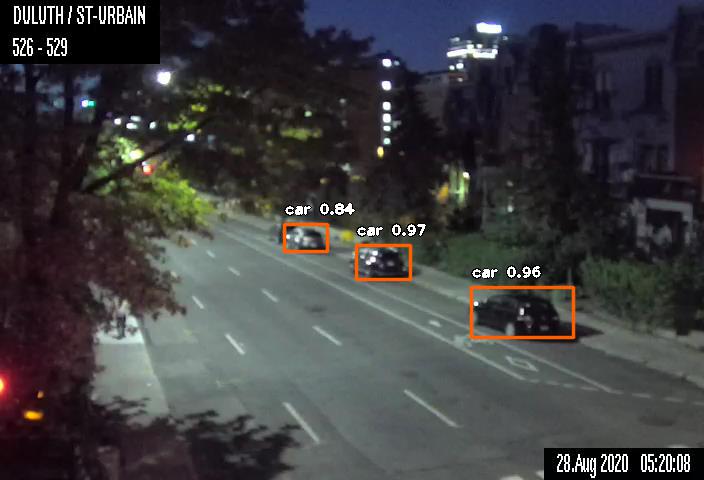 DULUTH / ST-URBAIN
526 - 529
car 0.84
car 0.97
car 0.96
28.Aug 2020 05:20:08